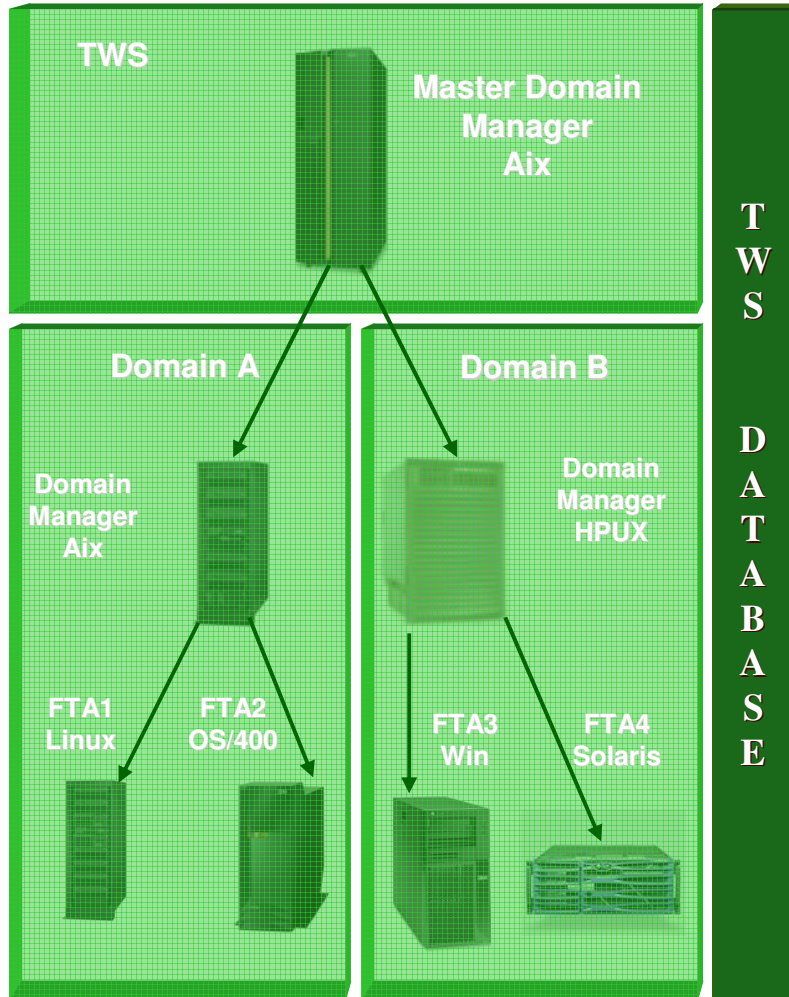 TWS
Master Domain
Manager
Aix
Domain A
Domain
Manager
Aix
FTA1
Linux
FTA2
OS/400
Domain B
Domain
Manager
HPUX
FTA3
Win
FTA4
Solaris
T
W
S
D
A
T
A
B
A
S
E